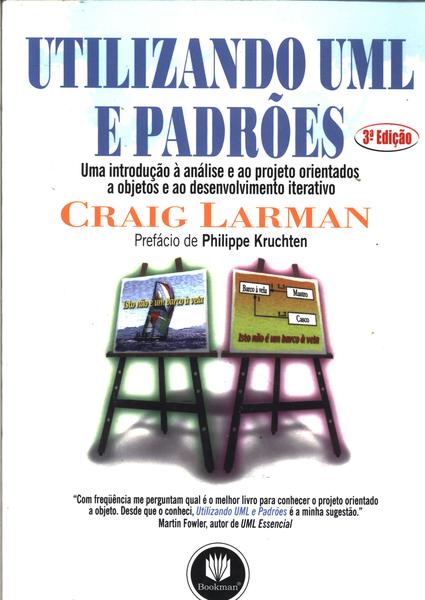 UTILIZANDO UML
E PADRÕES
3ª Edição
Uma introdução à análise e ao projeto orientados
a objetos e ao desenvolvimento iterativo
CRAIG LARMAN
Prefácio de Philippe Kruchten
Isto não é um barco à vela
Barco à vela
Mastro
Casco
Isto não é um barco à vela
"Com freqüência me perguntam qual é o melhor livro para conhecer o projeto orientado
a objeto. Desde que o conheci, Utilizando UML e Padrões é a minha sugestão."
Martin Fowler, autor de UML Essencial
Bookman®